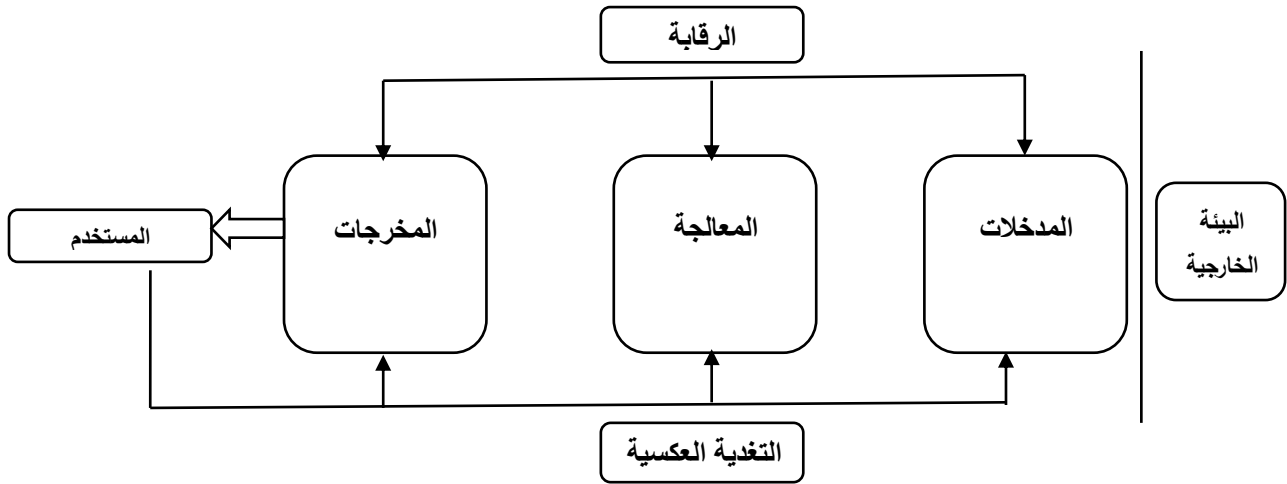 الرقابة
البيئة
الخارجية
المدخلات
المعالجة
المخرجات
المستخدم
التغدية العكسية